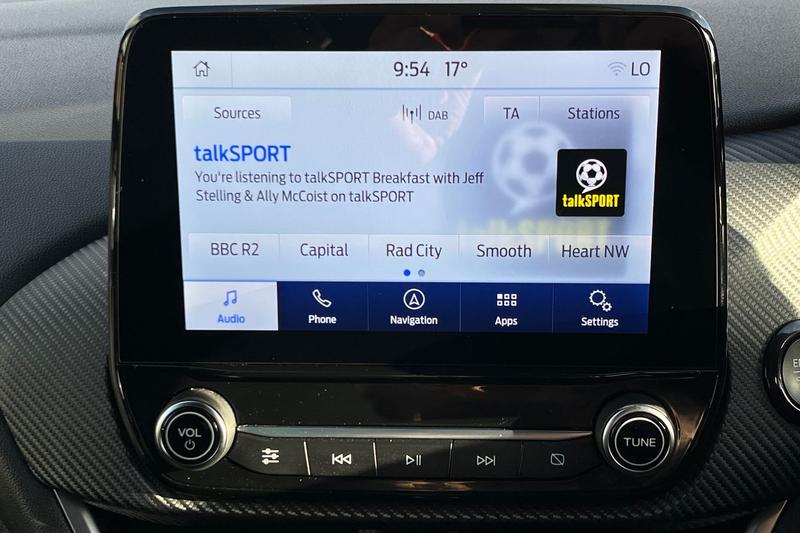 9:54 17° LO
Sources DAB TA Stations
talkSPORT
You're listening to talkSPORT Breakfast with Jeff
Stelling & Ally McCoist on talkSPORT
talkSPORT
BBC R2 Capital Rad City Smooth Heart NW
Audio Phone Navigation Apps Settings
VOL
TUNE